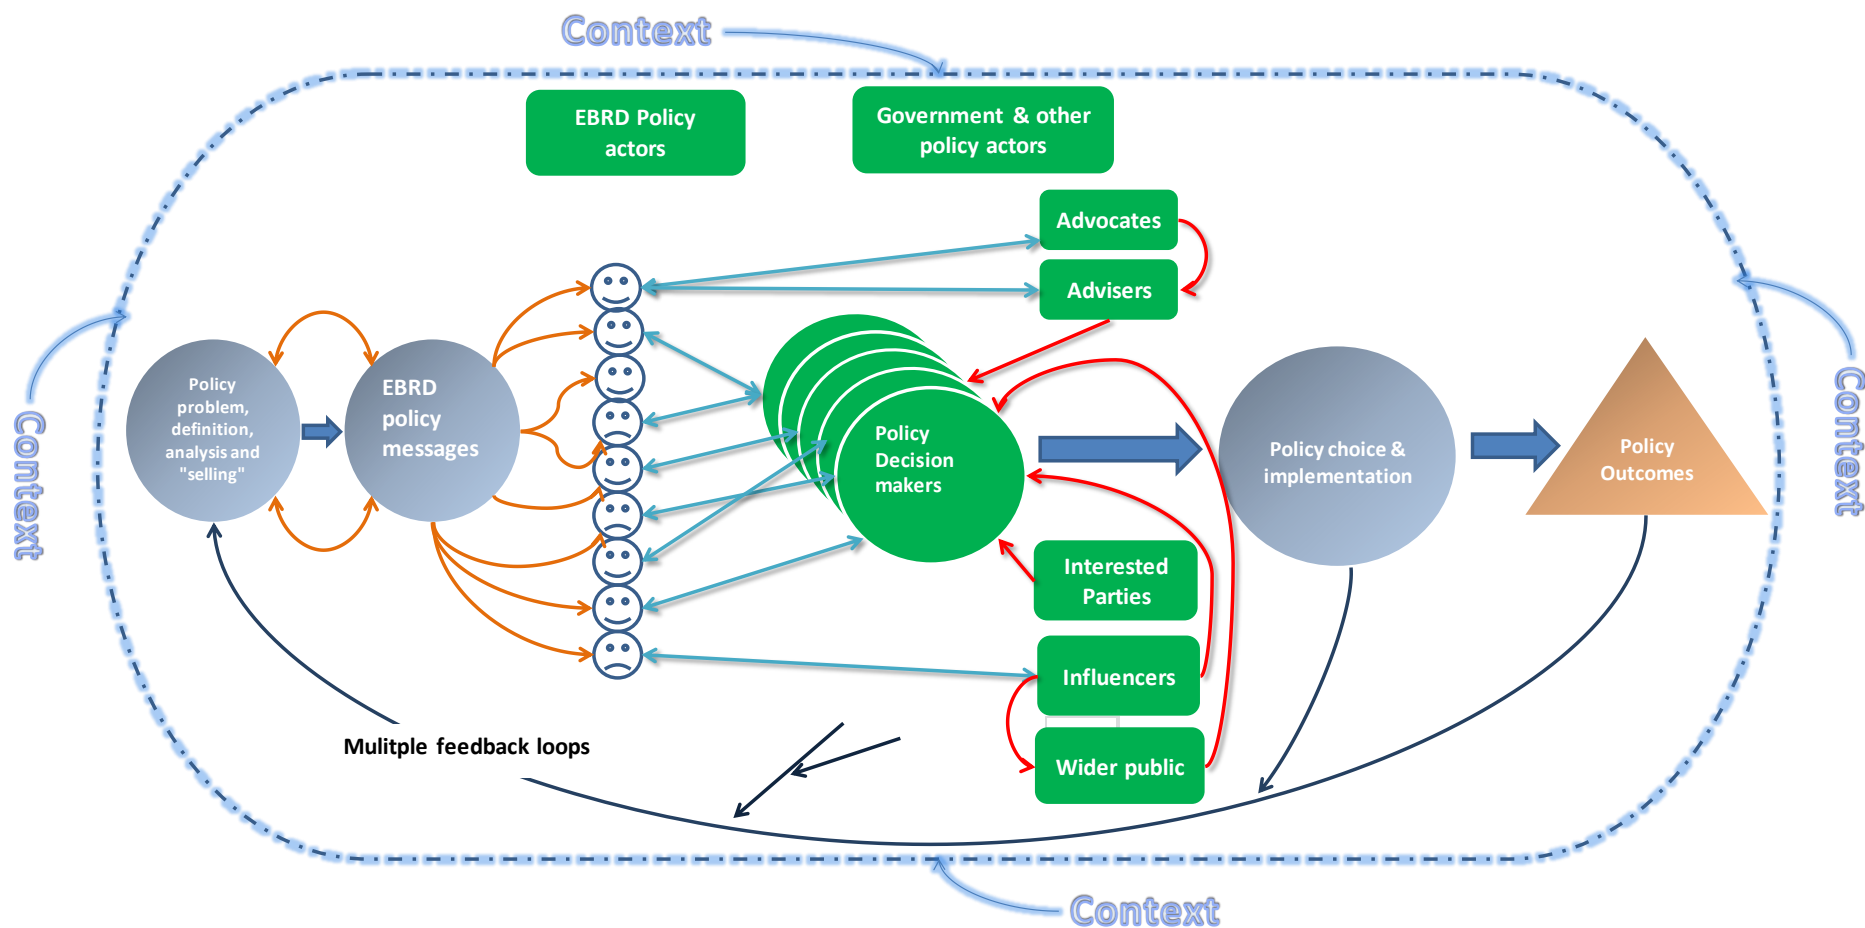 Context
EBRD Policy
actors
Government & other
policy actors
Advocates
Advisers
Context
Policy
problem,
definition,
analysis and
"selling"
EBRD
policy
messages
Policy
Decision
makers
Policy choice &
implementation
Policy
Outcomes
Context
Interested
Parties
Influencers
Wider public
Mulitple feedback loops
Context